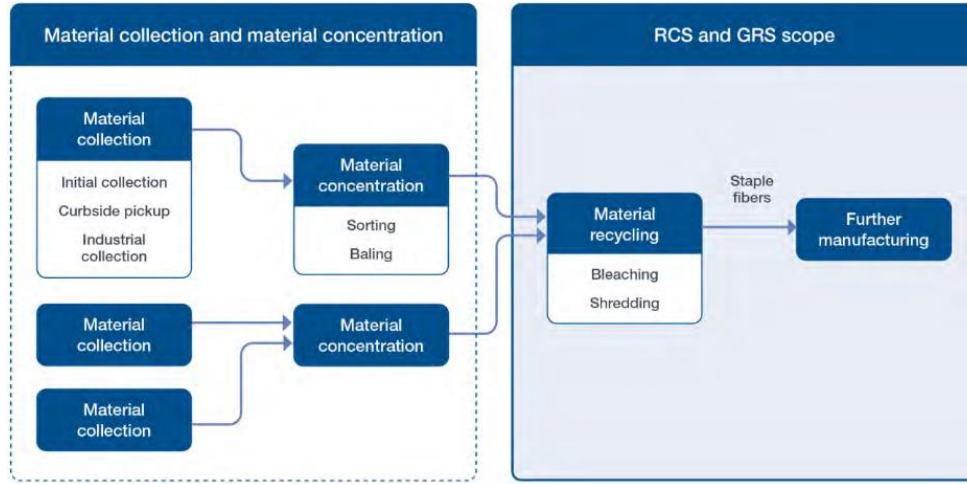 Material collection and material concentration
RCS and GRS scope
Material
collection
Initial collection
Curbside pickup
Industrial
collection
Material
concentration
Sorting
Baling
Material
collection
Material
concentration
Material
collection
Material
recycling
Bleaching
Shredding
Staple
fibers
Further
manufacturing